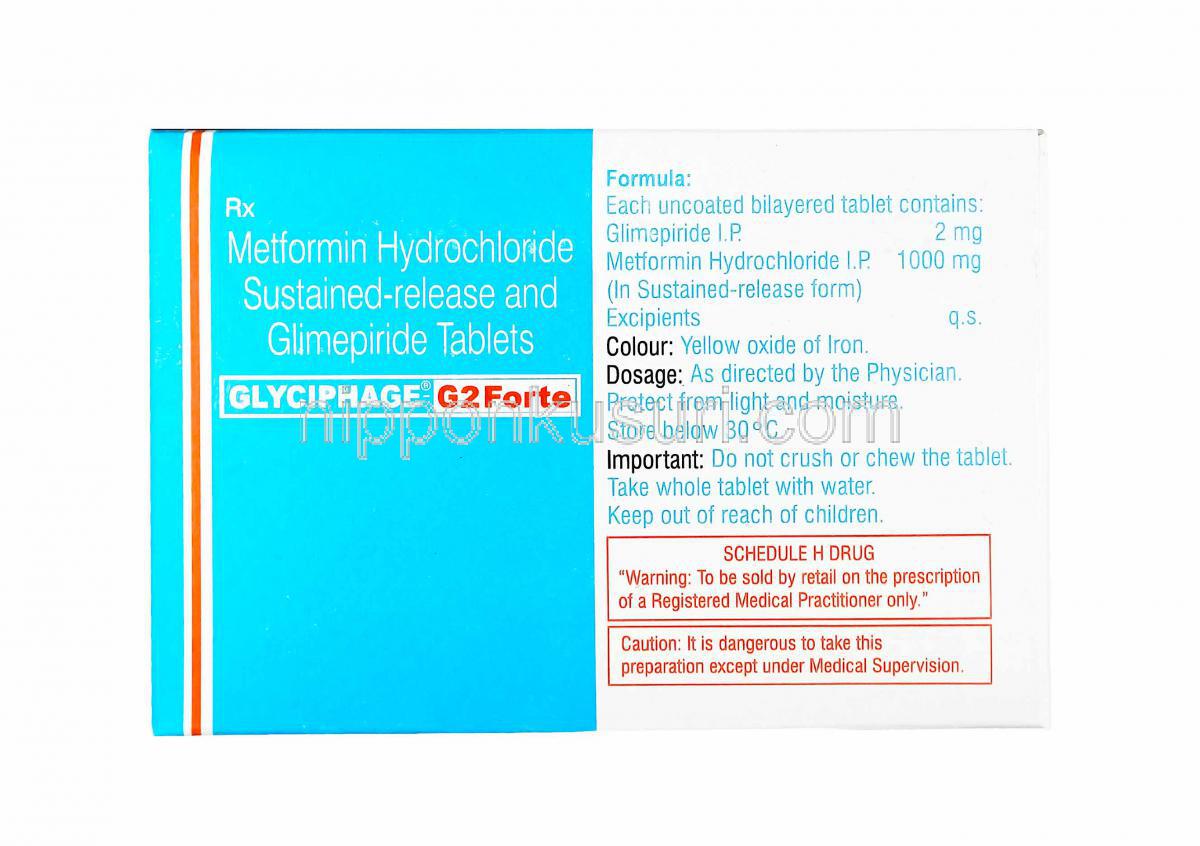 Rx
Metformin Hydrochloride
Sustained-release and
Glimepiride Tablets
GLYCIPHAGE®-G2 Forte
Formula:
Each uncoated bilayered tablet contains:
Glimepiride I.P. 2 mg
Metformin Hydrochloride I.P. 1000 mg
(In Sustained-release form)
Excipients q.s.
Colour: Yellow oxide of Iron.
Dosage: As directed by the Physician.
Protect from light and moisture.
Store below 30°C.
Important: Do not crush or chew the tablet.
Take whole tablet with water.
Keep out of reach of children.
SCHEDULE H DRUG
"Warning: To be sold by retail on the prescription
of a Registered Medical Practitioner only."
Caution: It is dangerous to take this
preparation except under Medical Supervision.
nipponkusuri.com